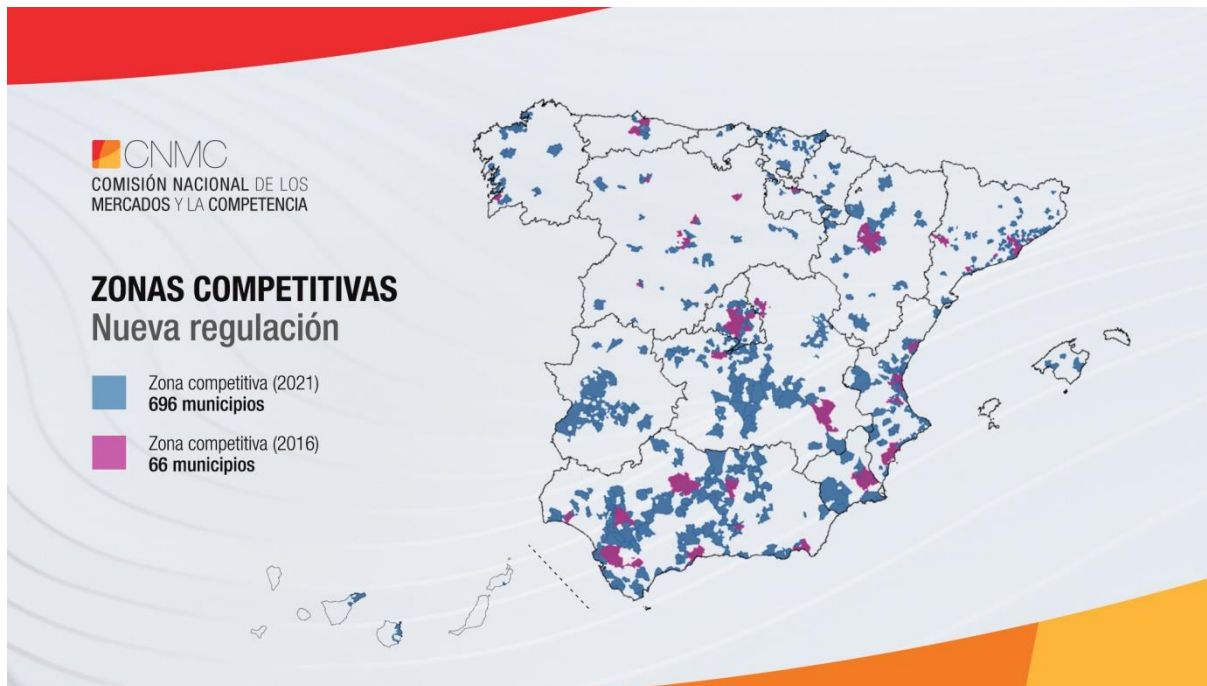 CNMC
COMISIÓN NACIONAL DE LOS
MERCADOS Y LA COMPETENCIA
ZONAS COMPETITIVAS
Nueva regulación
Zona competitiva (2021)
696 municipios
Zona competitiva (2016)
66 municipios